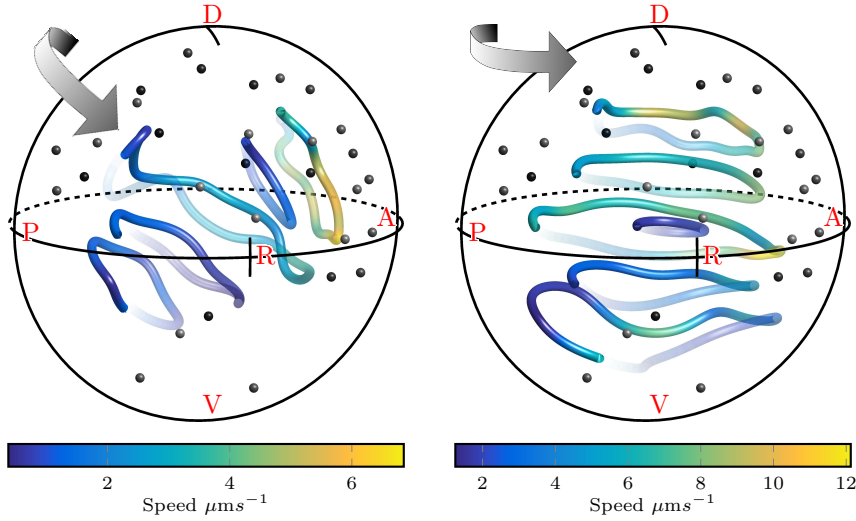 D D
P A P A
R R
V V
2 4 6 2 4 6 8 10 12
Speed μms⁻¹ Speed μms⁻¹